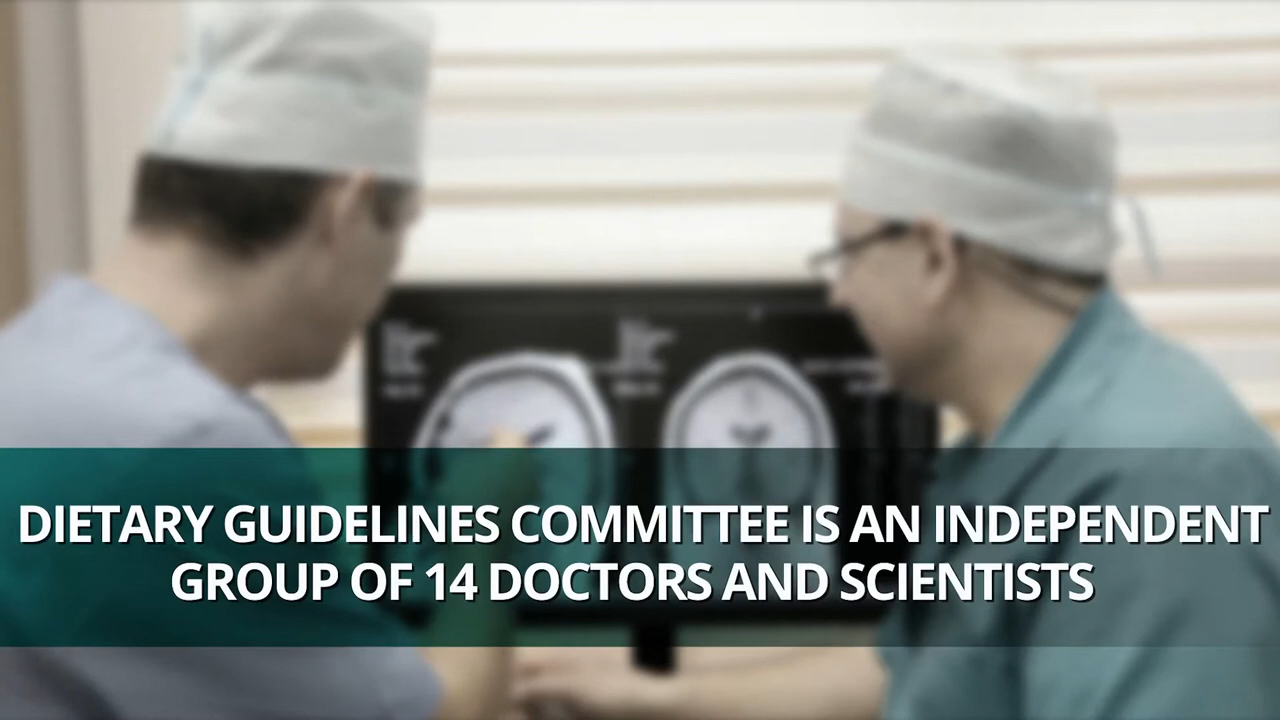 DIETARY GUIDELINES COMMITTEE IS AN INDEPENDENT
GROUP OF 14 DOCTORS AND SCIENTISTS